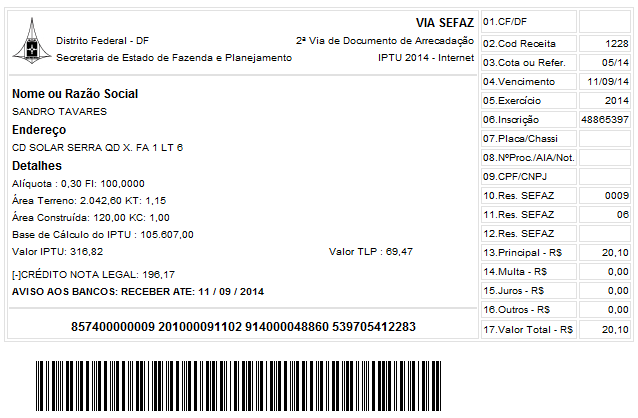 VIA SEFAZ
Distrito Federal - DF
2ª Via de Documento de Arrecadação
Secretaria de Estado de Fazenda e Planejamento
IPTU 2014 - Internet
Nome ou Razão Social
SANDRO TAVARES
Endereço
CD SOLAR SERRA QD X. FA 1 LT 6
Detalhes
Alíquota : 0,30 FI: 100,0000
Área Terreno: 2.042,60 KT: 1,15
Área Construída: 120,00 KC: 1,00
Base de Cálculo do IPTU : 105.607,00
Valor IPTU: 316,82 Valor TLP : 69,47
[-]CRÉDITO NOTA LEGAL: 196,17
AVISO AOS BANCOS: RECEBER ATE: 11 / 09 / 2014
857400000009 201000091102 914000048860 539705412283
01.CF/DF
02.Cod Receita 1228
03.Cota ou Refer. 05/14
04.Vencimento 11/09/14
05.Exercício 2014
06.Inscrição 48865397
07.Placa/Chassi
08.NºProc./AIA/Not.
09.CPF/CNPJ
10.Res. SEFAZ 0009
11.Res. SEFAZ 06
12.Res. SEFAZ
13.Principal - R$ 20,10
14.Multa - R$ 0,00
15.Juros - R$ 0,00
16.Outros - R$ 0,00
17.Valor Total - R$ 20,10